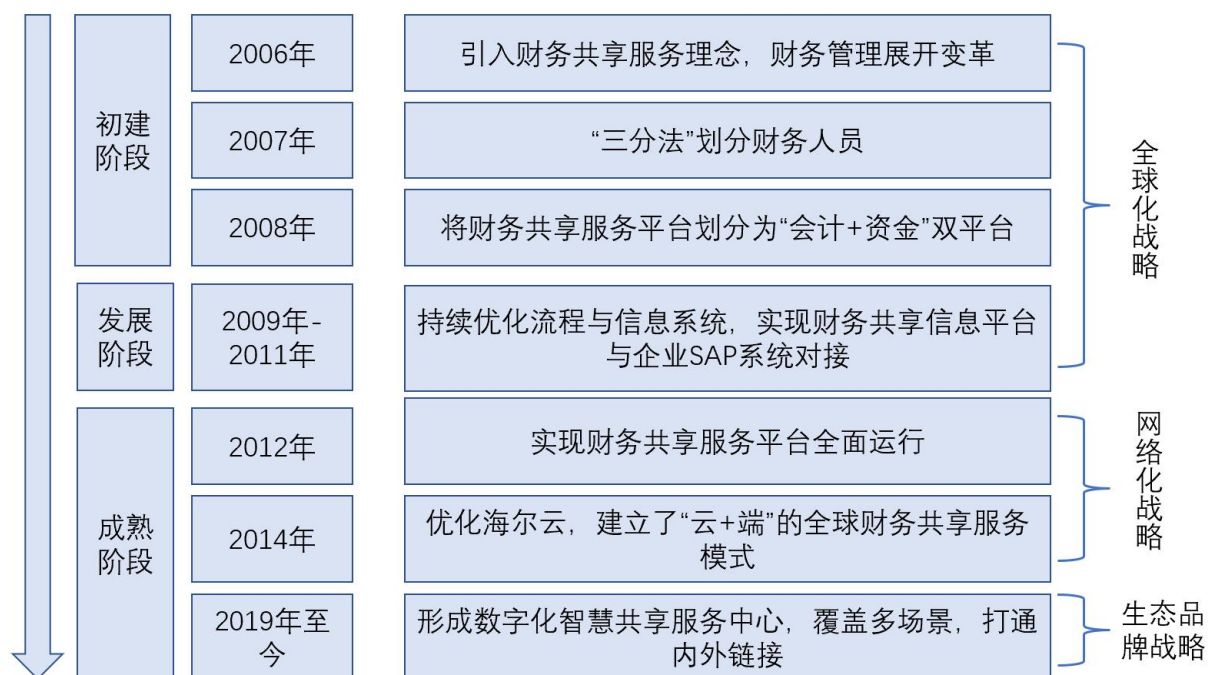 初建
阶段
2006年
引入财务共享服务理念，财务管理展开变革
2007年
“三分法”划分财务人员
2008年
将财务共享服务平台划分为“会计+资金”双平台
全球化战略
发展
阶段
2009年-
2011年
持续优化流程与信息系统，实现财务共享信息平台
与企业SAP系统对接
成熟
阶段
2012年
实现财务共享服务平台全面运行
2014年
优化海尔云，建立了“云+端”的全球财务共享服务
模式
网络化战略
2019年至
今
形成数字化智慧共享服务中心，覆盖多场景，打通
内外链接
生态品
牌战略